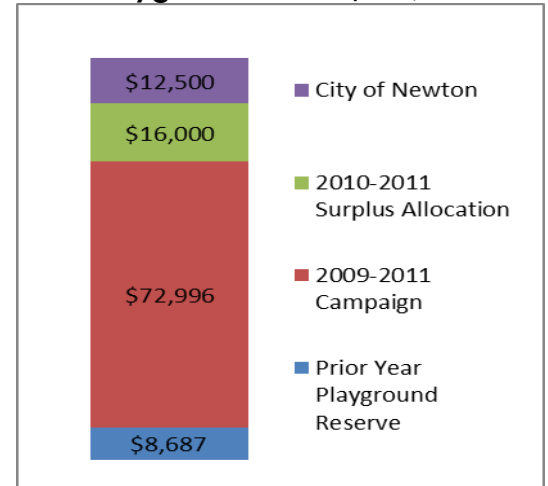 $12,500
City of Newton
$16,000
2010-2011
Surplus Allocation
$72,996
2009-2011
Campaign
Prior Year
Playground
Reserve
$8,687